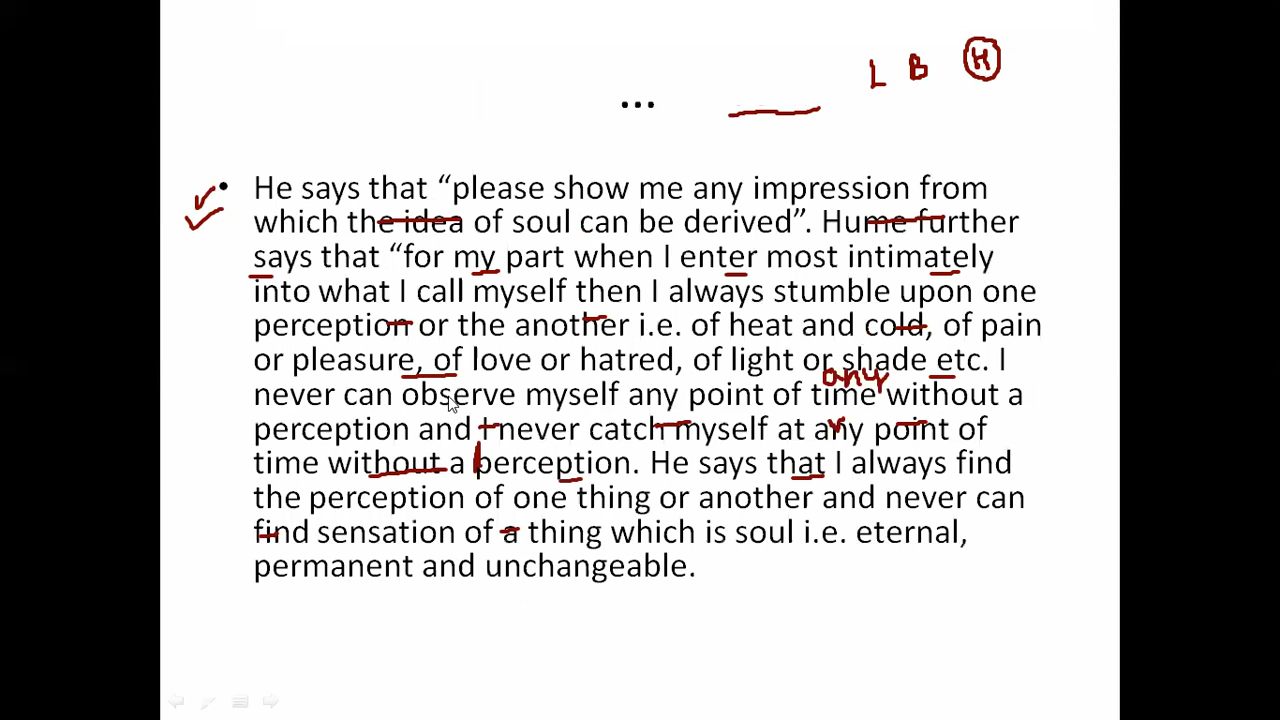 L B H
...
• He says that “please show me any impression from
which the idea of soul can be derived”. Hume further
says that “for my part when I enter most intimately
into what I call myself then I always stumble upon one
perception or the another i.e. of heat and cold, of pain
or pleasure, of love or hatred, of light or shade etc. I
any
never can observe myself any point of time without a
perception and I never catch myself at any point of
time without a perception. He says that I always find
the perception of one thing or another and never can
find sensation of a thing which is soul i.e. eternal,
permanent and unchangeable.